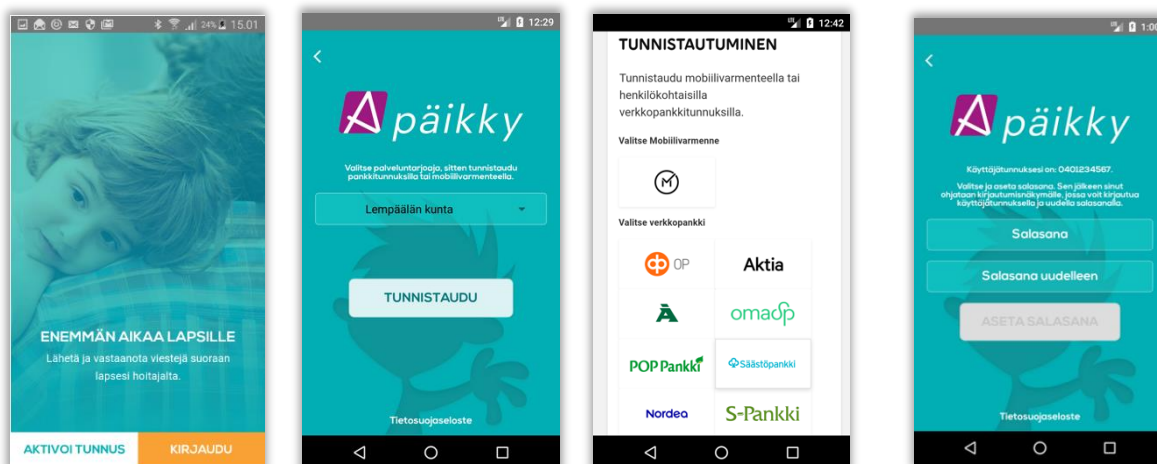 24% 15.01
ENEMMÄN AIKAA LAPSILLE
Lähetä ja vastaanota viestejä suoraan
lapsesi hoitajalta.
AKTIVOI TUNNUS KIRJAUDU
12:29
päikky
Valitse palveluntarjoaja, sitten tunnistaudu
pankkitunnuksilla tai mobiilivarmenteella.
Lempäälän kunta
TUNNISTAUDU
Tietosuojaseloste
12:42
TUNNISTAUTUMINEN
Tunnistaudu mobiilivarmenteella tai
henkilökohtaisilla
verkkopankkitunnuksilla.
Valitse Mobiilivarmenne
Valitse verkkopankki
OP Aktia
omasp
POP Pankki Säästöpankki
Nordea S-Pankki
päikky
Käyttäjätunnuksesi on: 0401234567.
Valitse ja aseta salasana. Sen jälkeen sinut
ohjataan kirjautumisnäkymälle, jossa voit kirjautua
käyttäjätunnuksella ja uudella salasanalla.
Salasana
Salasana uudelleen
ASETA SALASANA
Tietosuojaseloste